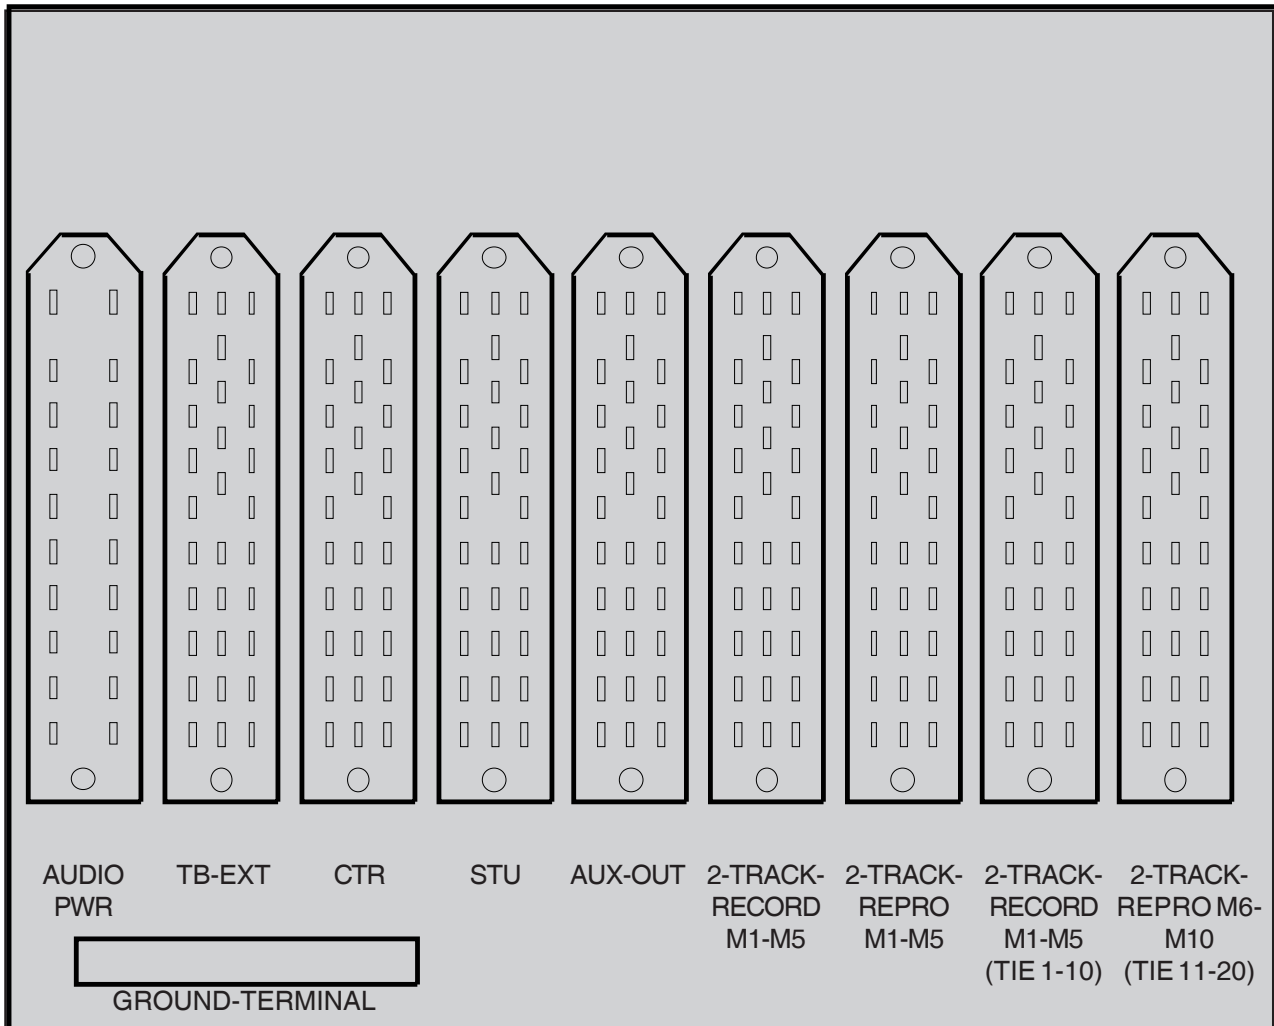 AUDIO
PWR
TB-EXT
CTR
STU
AUX-OUT
2-TRACK-
RECORD
M1-M5
2-TRACK-
REPRO
M1-M5
2-TRACK-
RECORD
M1-M5
(TIE 1-10)
2-TRACK-
REPRO M6-
M10
(TIE 11-20)
GROUND-TERMINAL